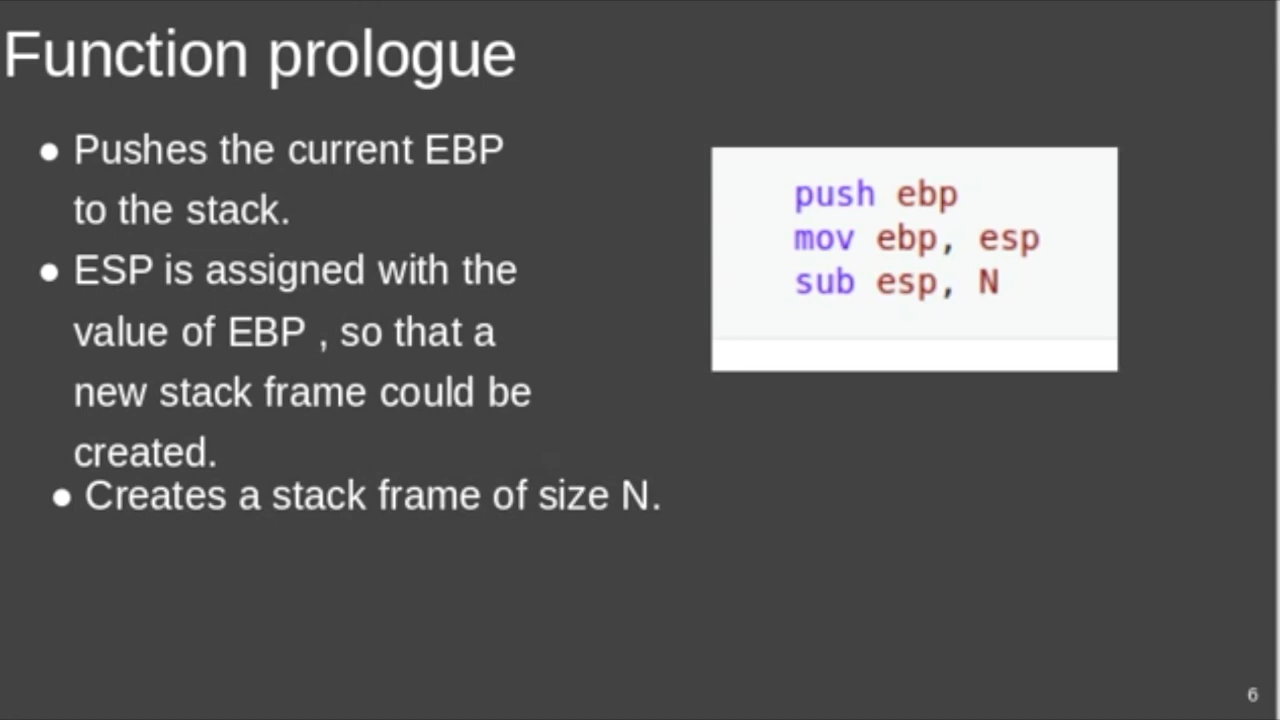 Function prologue
● Pushes the current EBP
to the stack.
● ESP is assigned with the
value of EBP , so that a
new stack frame could be
created.
● Creates a stack frame of size N.
push ebp
mov ebp, esp
sub esp, N
6